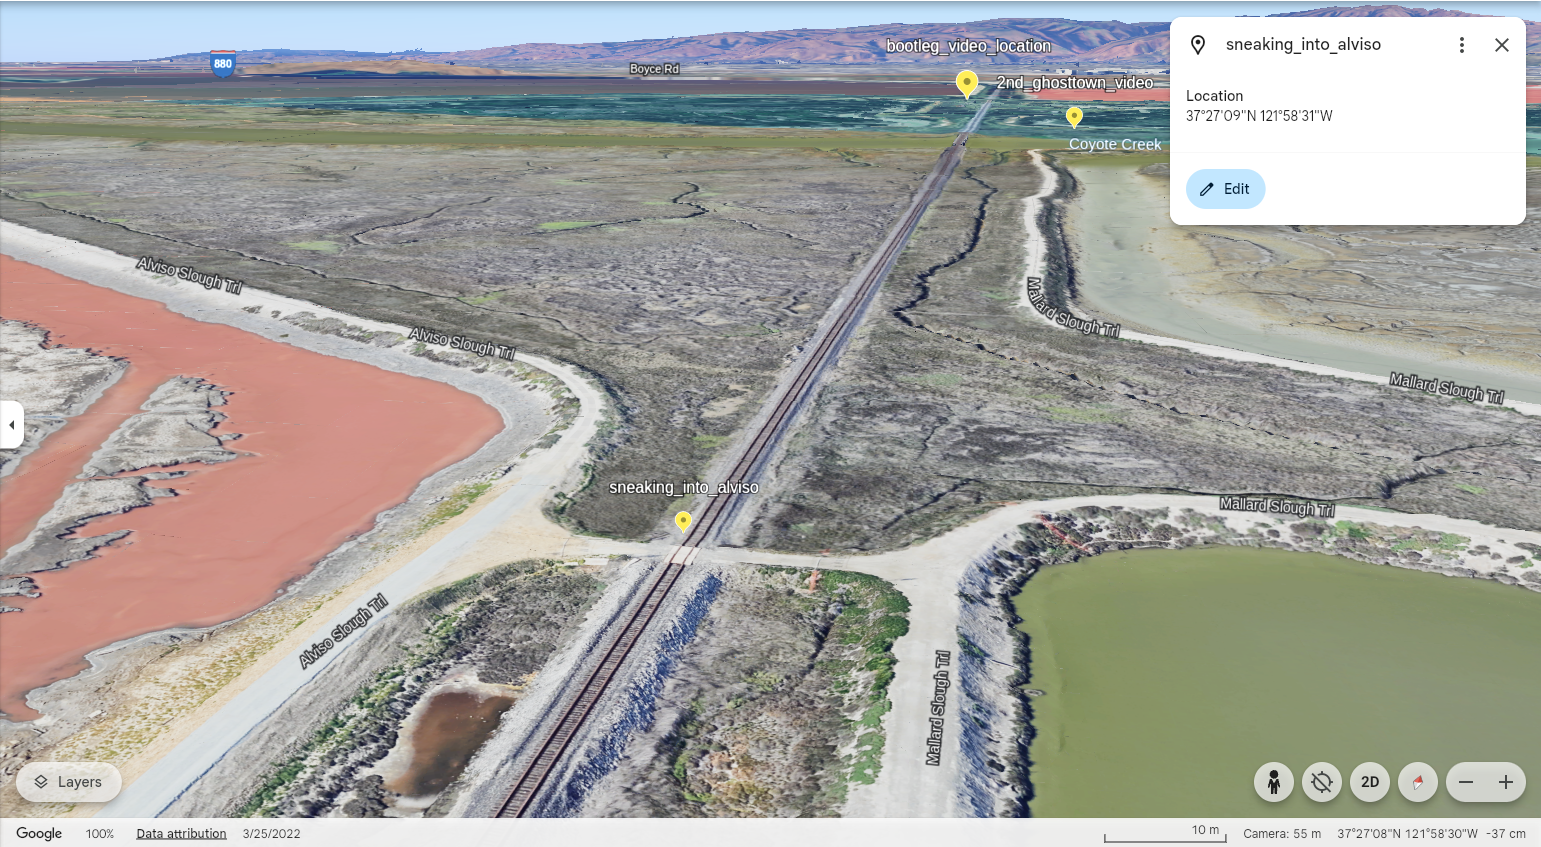 880
Boyce Rd
bootleg_video_location
2nd_ghosttown_video
Coyote Creek
sneaking_into_alviso
Location
37°27'09"N 121°58'31"W
Edit
Alviso Slough Trl
Alviso Slough Trl
Mallard Slough Trl
Mallard Slough Trl
sneaking_into_alviso
Mallard Slough Trl
Alviso Slough Trl
Mallard Slough Trl
Layers
2D
Google
100%
Data attribution
3/25/2022
10 m
Camera: 55 m
37°27'08"N 121°58'30"W
-37 cm